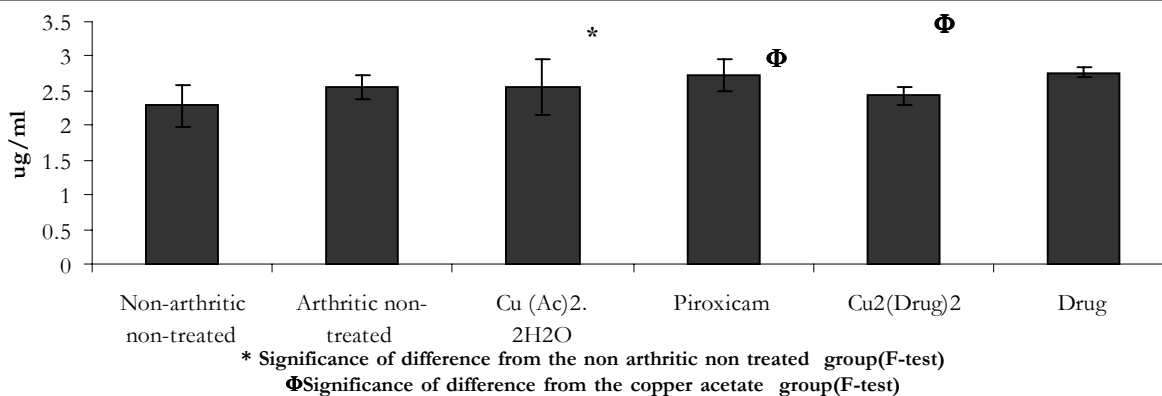 3.5
3
2.5
2
1.5
1
0.5
0
ug/ml
*
Φ
Φ
Non-arthritic
non-treated
Arthritic non-
treated
Cu (Ac)2.
2H2O
Piroxicam
Cu2(Drug)2
Drug
* Significance of difference from the non arthritic non treated group(F-test)
ΦSignificance of difference from the copper acetate group(F-test)